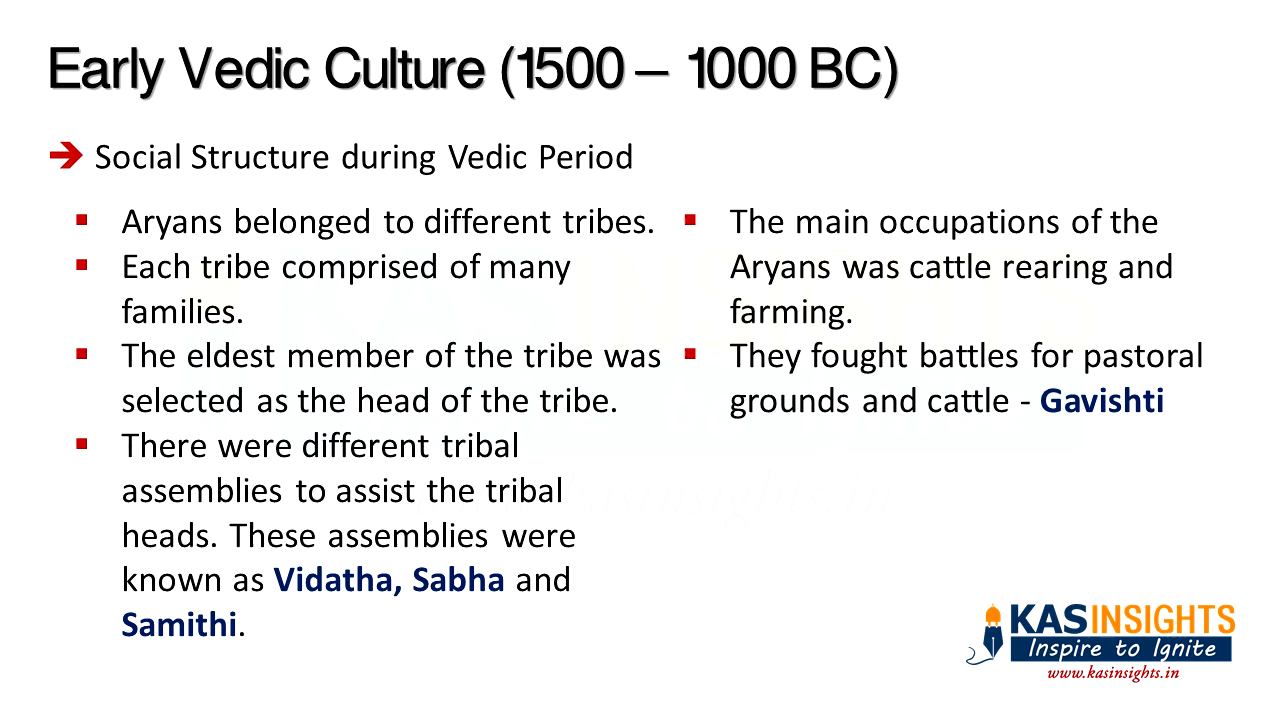 Early Vedic Culture (1500 – 1000 BC)
➔ Social Structure during Vedic Period
▪ Aryans belonged to different tribes.
▪ Each tribe comprised of many
families.
▪ The eldest member of the tribe was
selected as the head of the tribe.
▪ There were different tribal
assemblies to assist the tribal
heads. These assemblies were
known as Vidatha, Sabha and
Samithi.
▪ The main occupations of the
Aryans was cattle rearing and
farming.
▪ They fought battles for pastoral
grounds and cattle - Gavishti
KASINSIGHTS
Inspire to Ignite
www.kasinsights.in